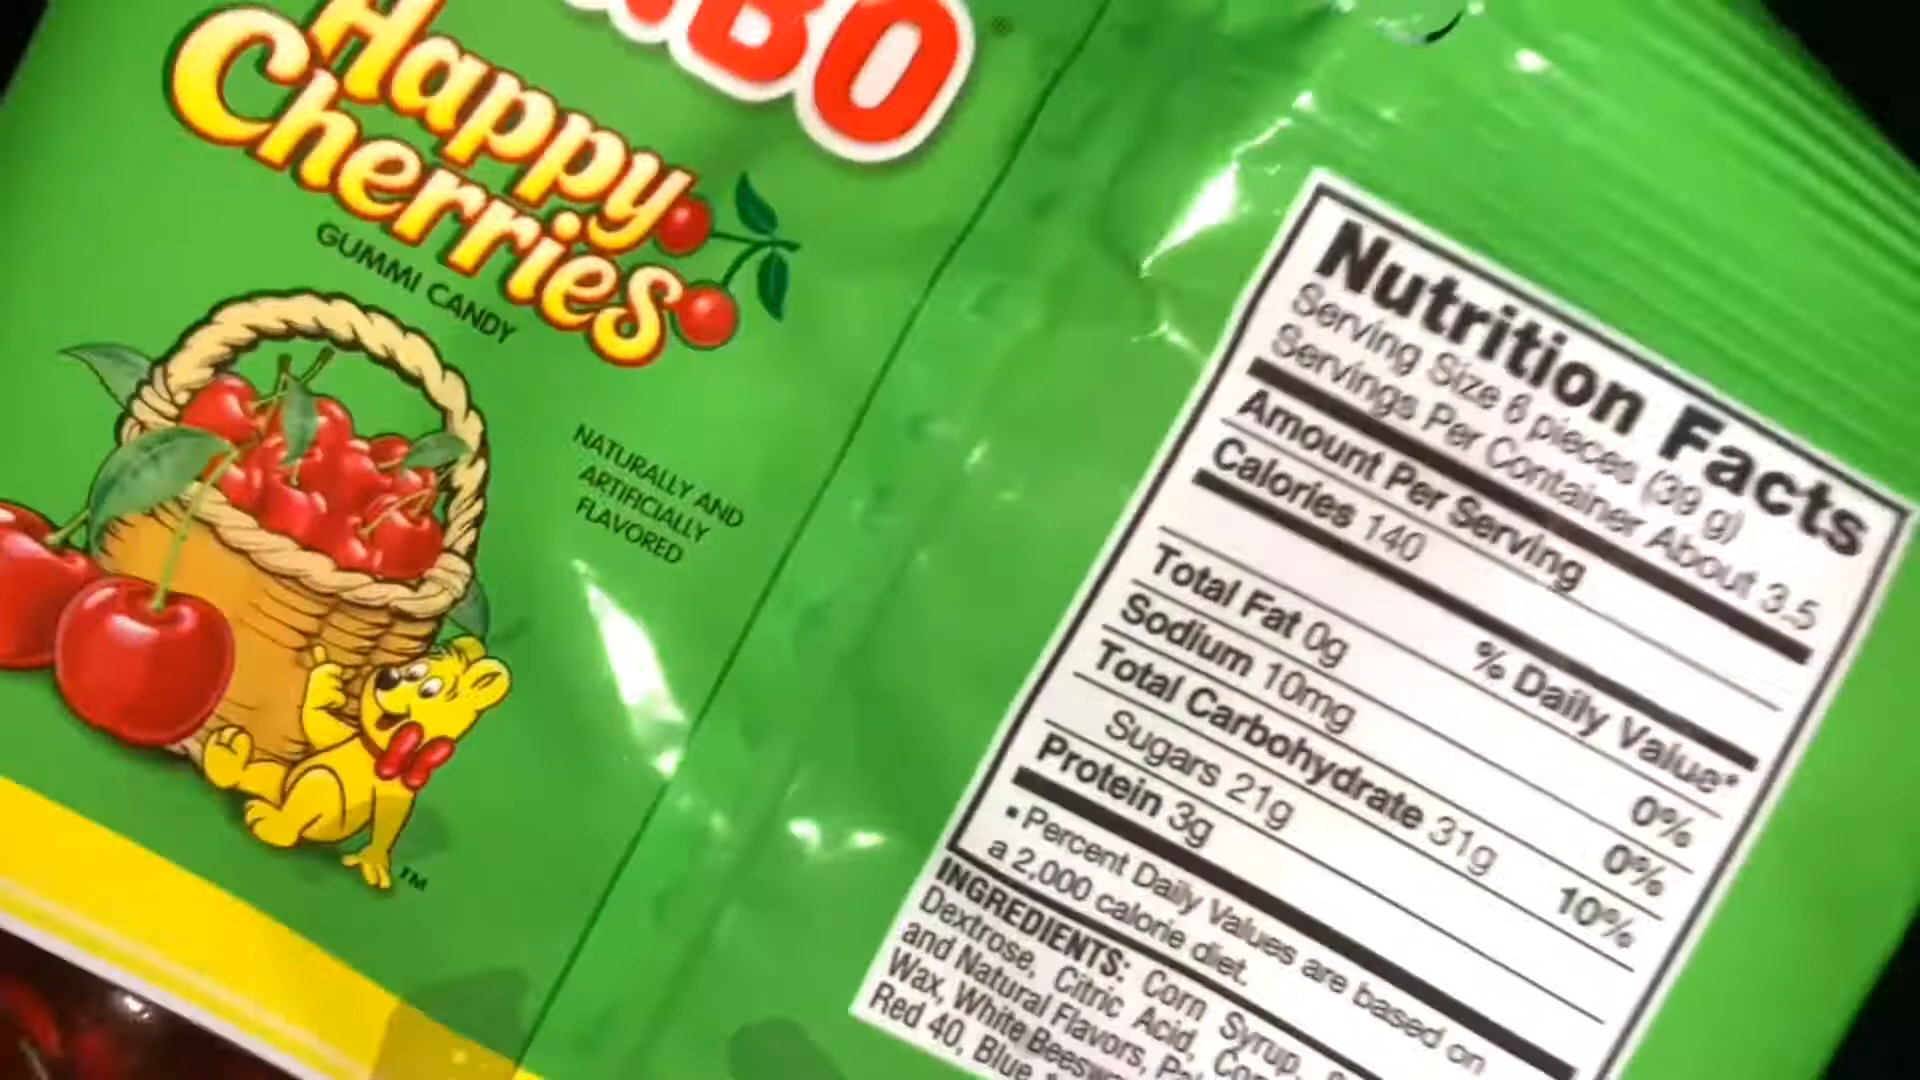 BO
Happy
Cherries
GUMMI CANDY
NATURALLY AND
ARTIFICIALLY
FLAVORED
TM
Nutrition Facts
Serving Size 6 pieces (39 g)
Servings Per Container About 3.5
Amount Per Serving
Calories 140
% Daily Value*
Total Fat 0g 0%
Sodium 10mg 0%
Total Carbohydrate 31g 10%
Sugars 21g
Protein 3g
* Percent Daily Values are based on
a 2,000 calorie diet.
INGREDIENTS: Corn Syrup,
Dextrose, Citric Acid,
and Natural Flavors,
Wax, White
Red 40, Blue